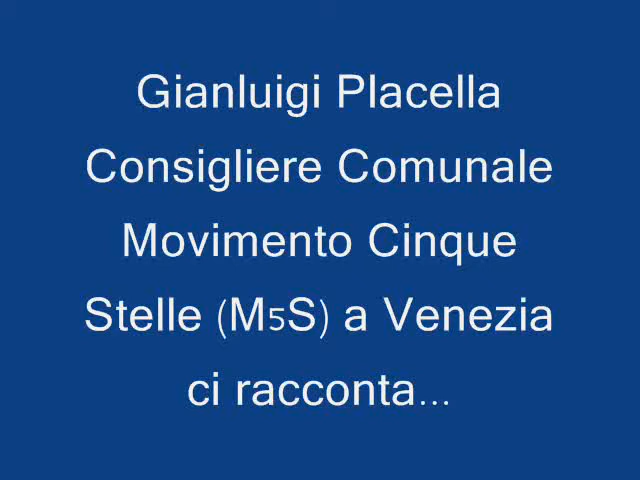 Gianluigi Placella
Consigliere Comunale
Movimento Cinque
Stelle (M5S) a Venezia
ci racconta...